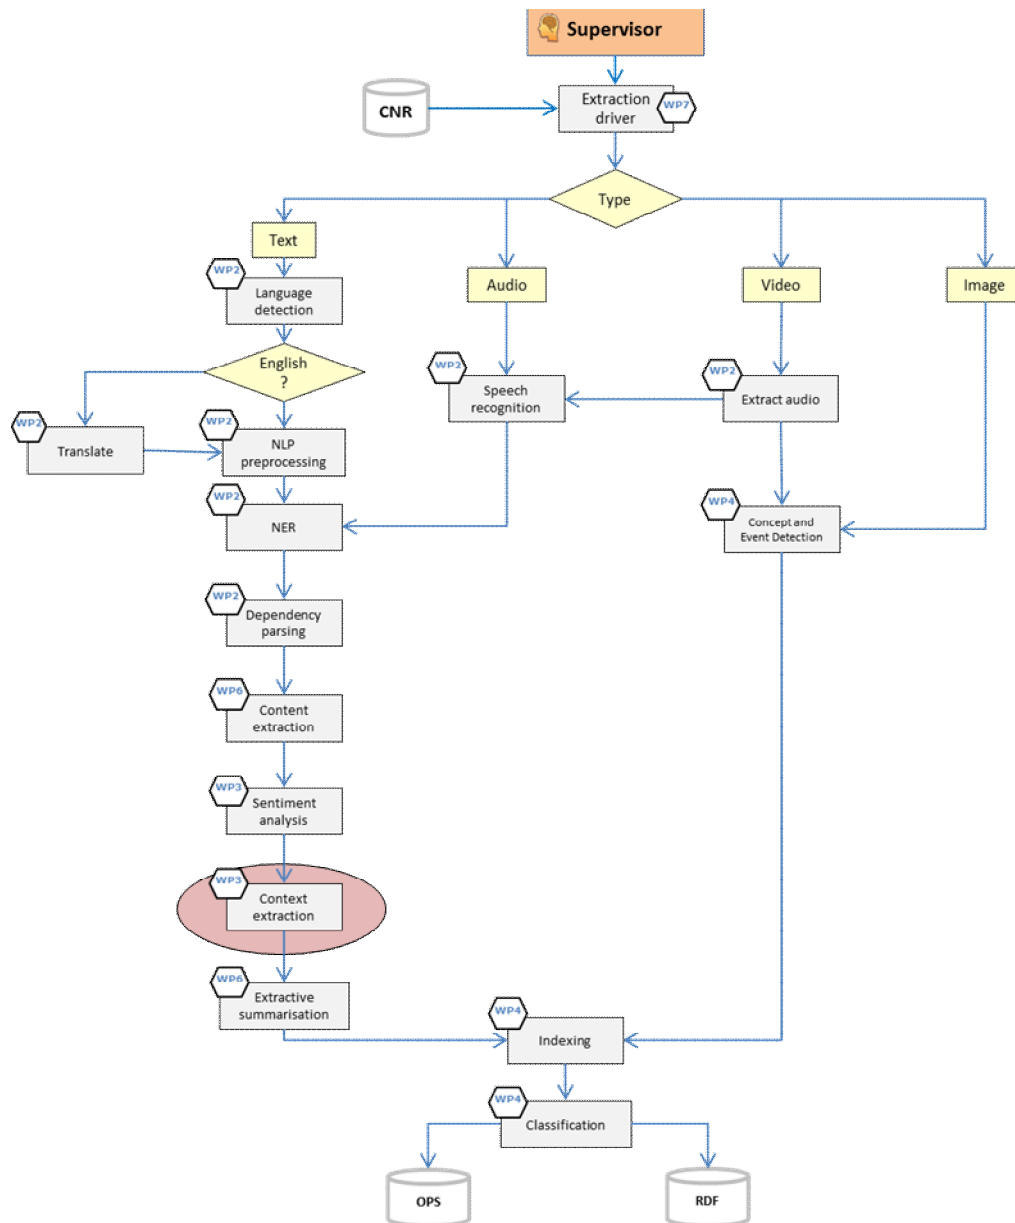 Supervisor
CNR
Extraction
driver
WP7
Type
Text
WP2
Language
detection
Audio
Video
Image
English
?
WP2
Speech
recognition
WP2
Extract audio
WP2
Translate
WP2
NLP
preprocessing
WP2
NER
WP4
Concept and
Event Detection
WP2
Dependency
parsing
WP6
Content
extraction
WP3
Sentiment
analysis
WP3
Context
extraction
WP6
Extractive
summarisation
WP4
Indexing
WP4
Classification
OPS
RDF